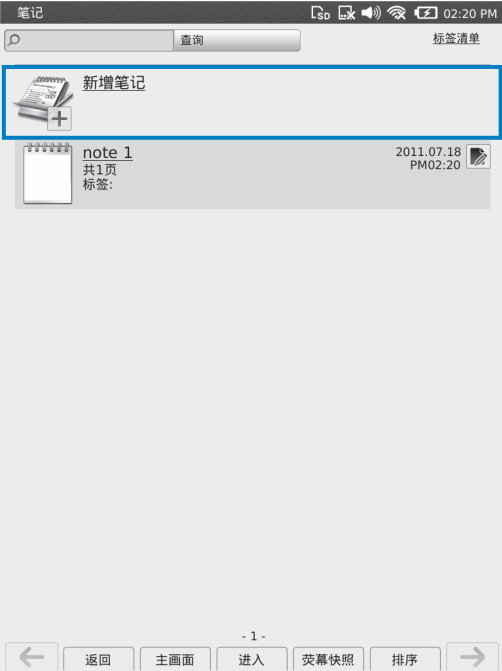 笔记
SD
02:20 PM
查询
标签清单
新增笔记
note 1
2011.07.18
共1页
PM02:20
标签:
- 1 -
返回
主画面
进入
荧幕快照
排序